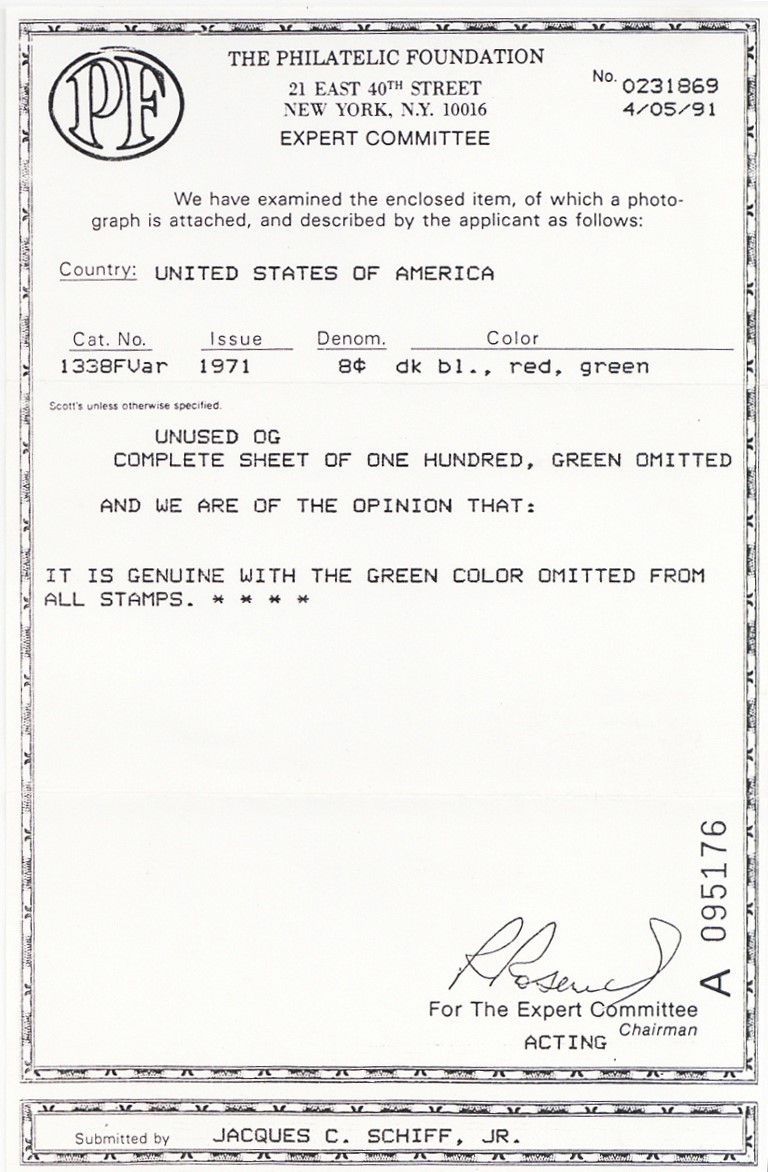 PF
THE PHILATELIC FOUNDATION
21 EAST 40TH STREET
NEW YORK, N.Y. 10016
EXPERT COMMITTEE
No. 0231869
4/05/91
We have examined the enclosed item, of which a photo-
graph is attached, and described by the applicant as follows:
Country: UNITED STATES OF AMERICA
Cat. No. Issue Denom. Color
1338FVar 1971 8¢ dk bl., red, green
Scott's unless otherwise specified.
UNUSED OG
COMPLETE SHEET OF ONE HUNDRED, GREEN OMITTED
AND WE ARE OF THE OPINION THAT:
IT IS GENUINE WITH THE GREEN COLOR OMITTED FROM
ALL STAMPS. * * * *
A 095176
For The Expert Committee
Chairman
ACTING
Submitted by JACQUES C. SCHIFF, JR.